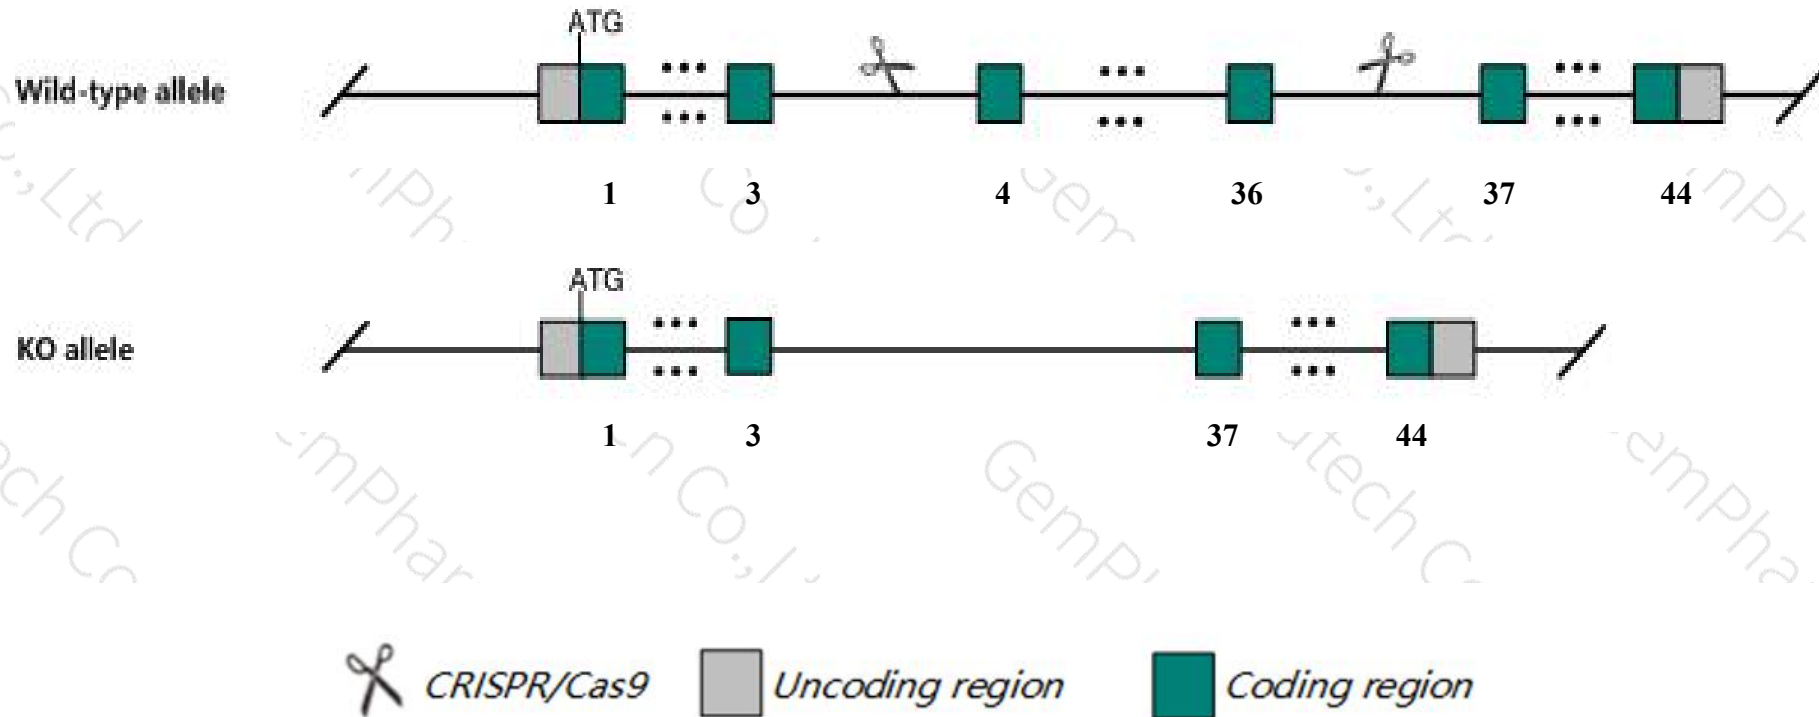 ATG
Wild-type allele
1 3 4 36 37 44
ATG
KO allele
1 3 37 44
CRISPR/Cas9 Uncoding region Coding region